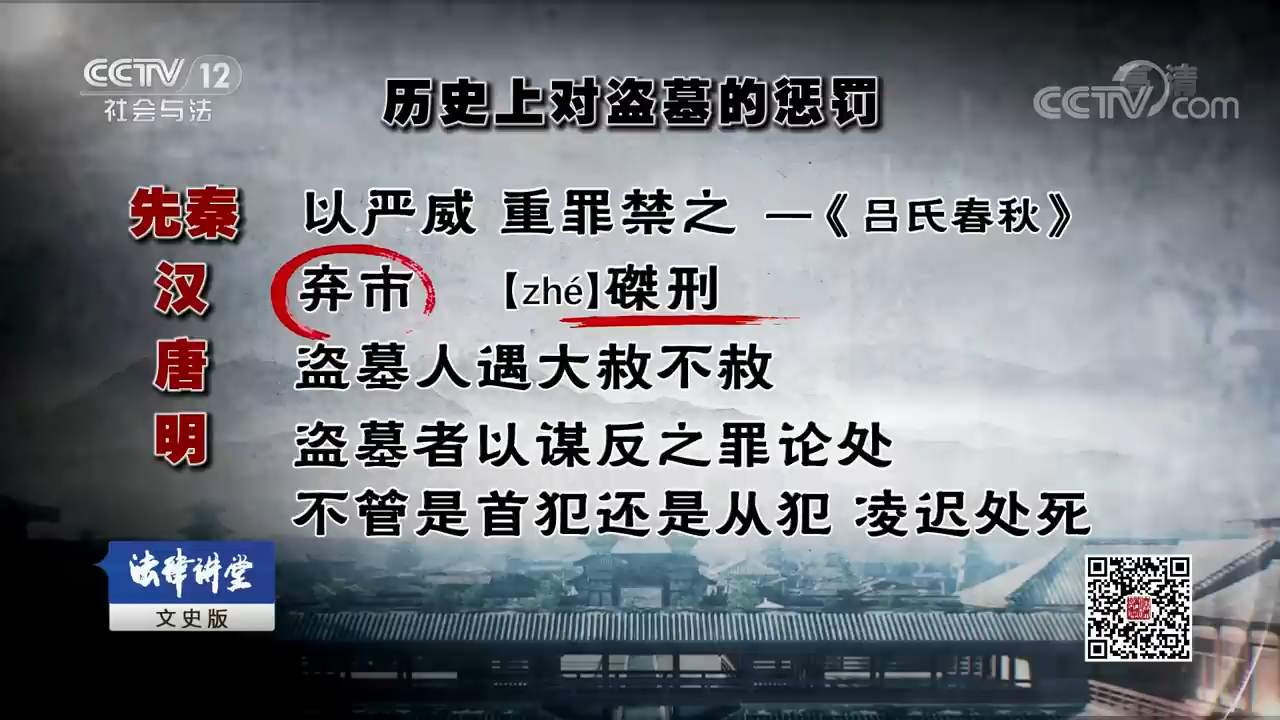 CCTV 12
社会与法
高清
CCTV.com
历史上对盗墓的惩罚
先秦 以严威 重罪禁之 —《吕氏春秋》
汉 弃市 【zhé】磔刑
唐 盗墓人遇大赦不赦
明 盗墓者以谋反之罪论处
不管是首犯还是从犯 凌迟处死
法律讲堂
文史版